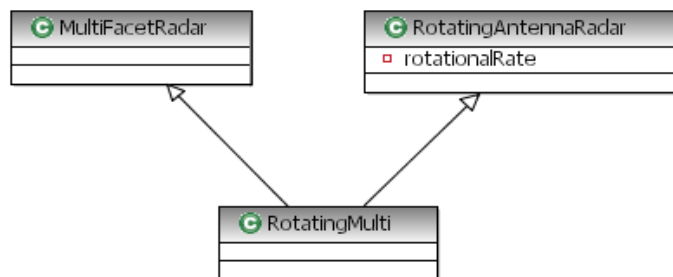 C MultiFacetRadar
C RotatingAntennaRadar
rotationalRate
C RotatingMulti